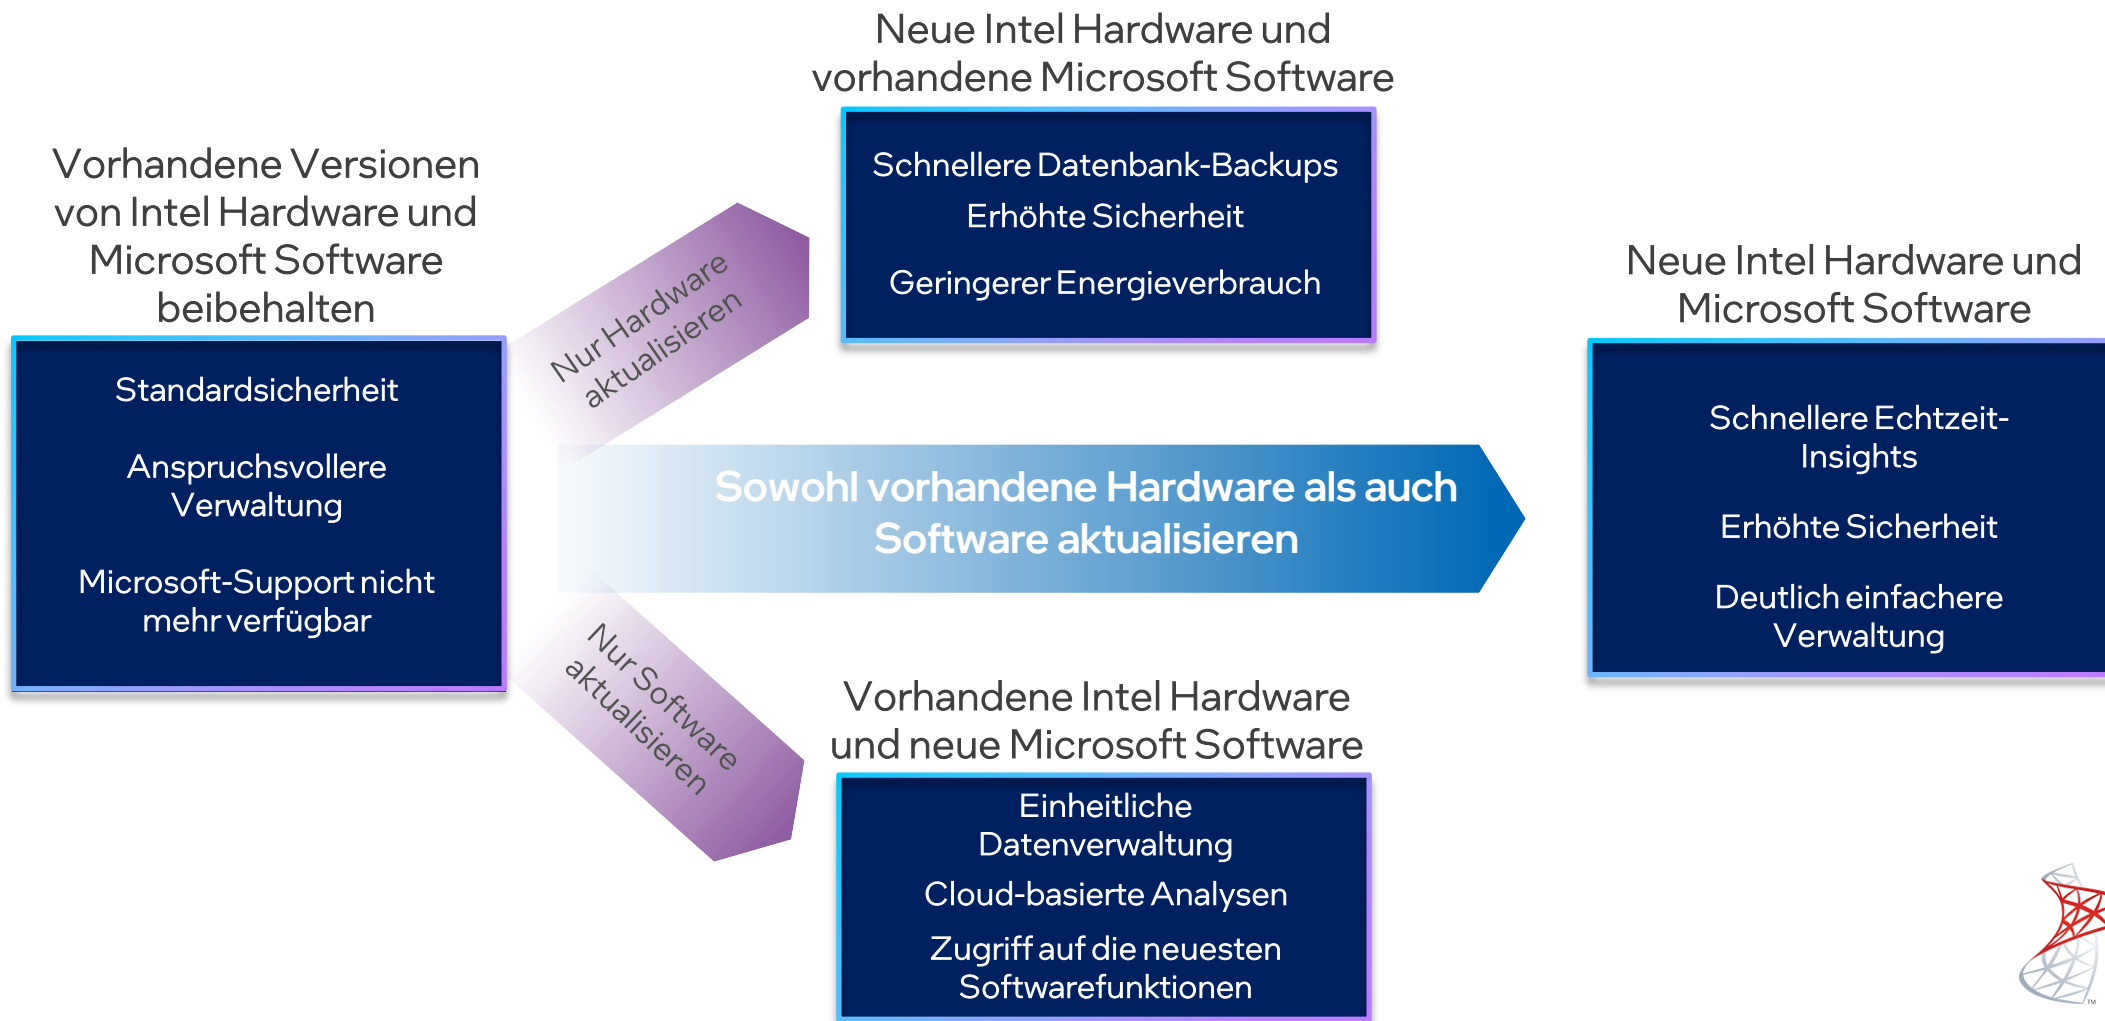 Neue Intel Hardware und
vorhandene Microsoft Software
Schnellere Datenbank-Backups
Erhöhte Sicherheit
Geringerer Energieverbrauch
Vorhandene Versionen
von Intel Hardware und
Microsoft Software
beibehalten
Standardsicherheit
Anspruchsvollere
Verwaltung
Microsoft-Support nicht
mehr verfügbar
Nur Hardware
aktualisieren
Sowohl vorhandene Hardware als auch
Software aktualisieren
Nur Software
aktualisieren
Neue Intel Hardware und
Microsoft Software
Schnellere Echtzeit-
Insights
Erhöhte Sicherheit
Deutlich einfachere
Verwaltung
Vorhandene Intel Hardware
und neue Microsoft Software
Einheitliche
Datenverwaltung
Cloud-basierte Analysen
Zugriff auf die neuesten
Softwarefunktionen
TM